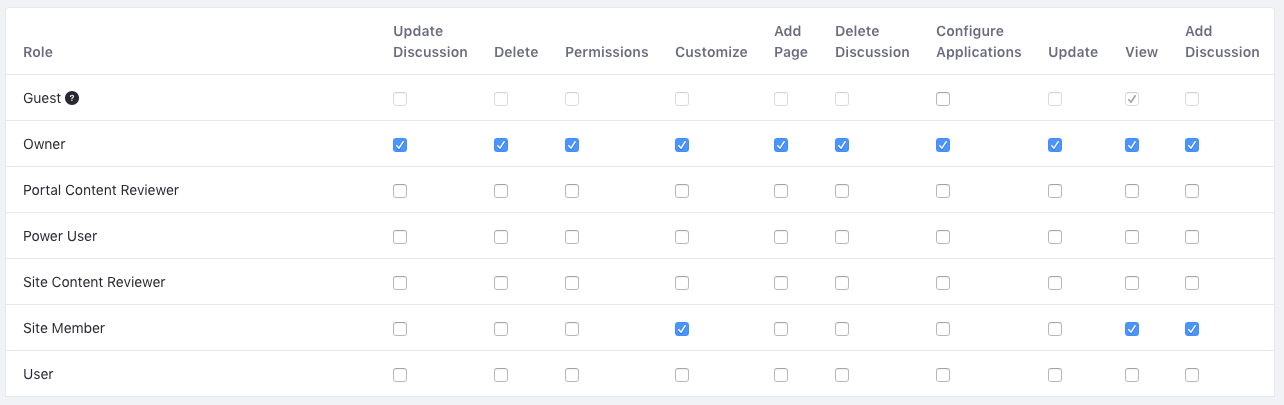 Role Update Discussion Delete Permissions Customize Add Page Delete Discussion Configure Applications Update View Add Discussion
Guest ?
Owner
Portal Content Reviewer
Power User
Site Content Reviewer
Site Member
User